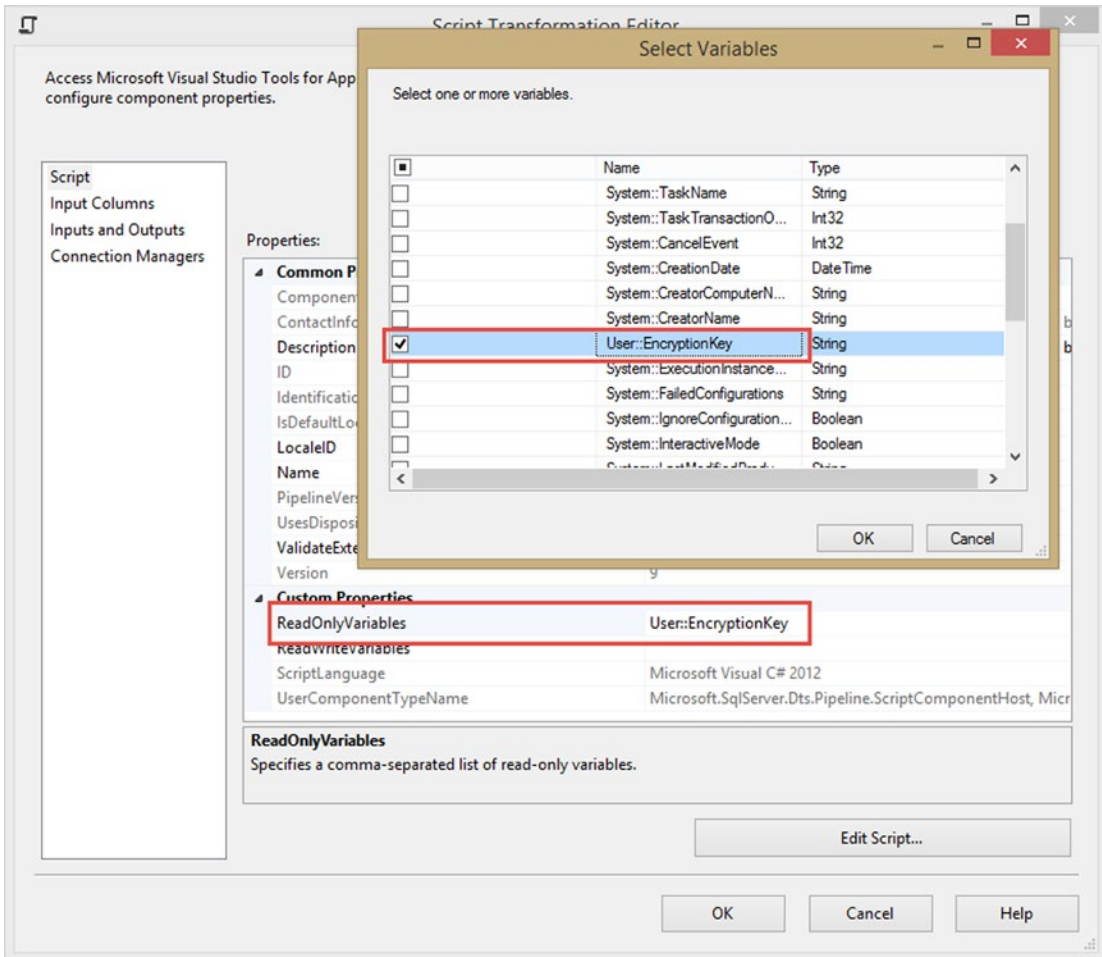 Script Transformation Editor
Select Variables
Access Microsoft Visual Studio Tools for App
configure component properties.
Select one or more variables.
Script
Input Columns
Inputs and Outputs
Connection Managers
Name Type
System::TaskName String
System::TaskTransactionO... Int32
System::CancelEvent Int32
System::CreationDate DateTime
System::CreatorComputerN... String
System::CreatorName String
User::EncryptionKey String
System::ExecutionInstance... String
System::FailedConfigurations String
System::IgnoreConfiguration... Boolean
System::InteractiveMode Boolean
OK Cancel
Properties:
Common P
Component
ContactInfo b
Description b
ID
Identificatio
IsDefaultLo
LocaleID
Name
PipelineVers
UsesDisposi
ValidateExte
Version 9
Custom Properties
ReadOnlyVariables User::EncryptionKey
ReadWriteVariables
ScriptLanguage Microsoft Visual C# 2012
UserComponentTypeName Microsoft.SqlServer.Dts.Pipeline.ScriptComponentHost, Micr
ReadOnlyVariables
Specifies a comma-separated list of read-only variables.
Edit Script...
OK Cancel Help